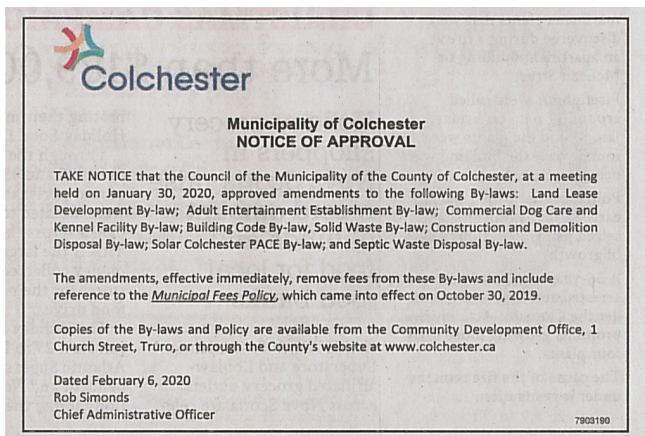 Colchester
Municipality of Colchester
NOTICE OF APPROVAL
TAKE NOTICE that the Council of the Municipality of the County of Colchester, at a meeting
held on January 30, 2020, approved amendments to the following By-laws: Land Lease
Development By-law; Adult Entertainment Establishment By-law; Commercial Dog Care and
Kennel Facility By-law; Building Code By-law, Solid Waste By-law; Construction and Demolition
Disposal By-law; Solar Colchester PACE By-law; and Septic Waste Disposal By-law.
The amendments, effective immediately, remove fees from these By-laws and include
reference to the Municipal Fees Policy, which came into effect on October 30, 2019.
Copies of the By-laws and Policy are available from the Community Development Office, 1
Church Street, Truro, or through the County's website at www.colchester.ca
Dated February 6, 2020
Rob Simonds
Chief Administrative Officer
7903190